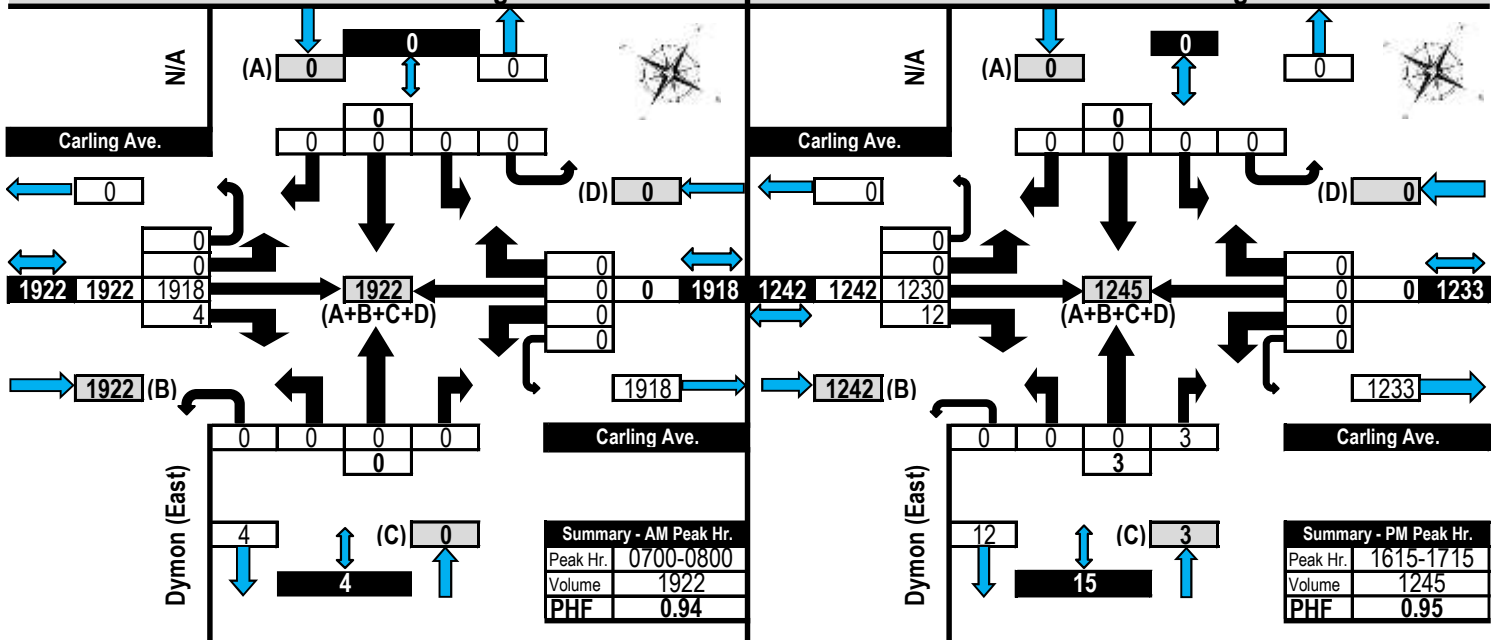 0
(A) 0 0
N/A
0
0 0 0 0
Carling Ave.
0
(D) 0
0
0
1922 1922 1918
4
1922
(A+B+C+D)
0
0 0 1918
0
0
1922 (B)
1918
0 0 0 0
0
Carling Ave.
Dymon (East)
4
(C) 0
4
Summary - AM Peak Hr.
Peak Hr. 0700-0800
Volume 1922
PHF 0.94
0
(A) 0 0
N/A
0
0 0 0 0
Carling Ave.
0
(D) 0
0
0
1242 1242 1230
12
1245
(A+B+C+D)
0
0 0 1233
0
0
1242 (B)
1233
0 0 0 3
3
Carling Ave.
Dymon (East)
12
(C) 3
15
Summary - PM Peak Hr.
Peak Hr. 1615-1715
Volume 1245
PHF 0.95